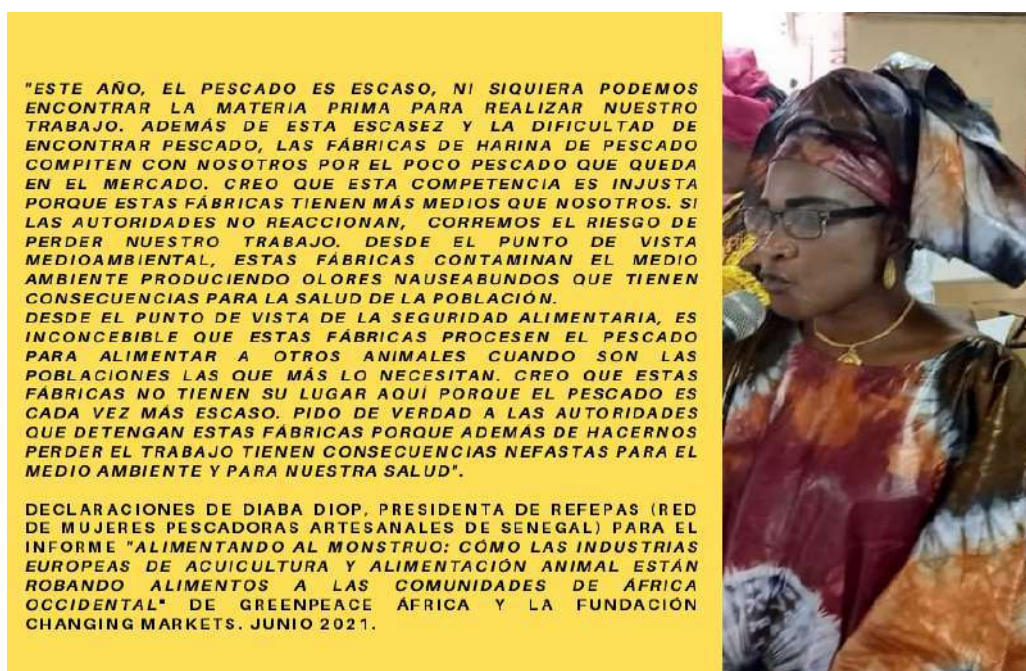 "ESTE AÑO, EL PESCADO ES ESCASO, NI SIQUIERA PODEMOS
ENCONTRAR LA MATERIA PRIMA PARA REALIZAR NUESTRO
TRABAJO. ADEMÁS DE ESTA ESCASEZ Y LA DIFICULTAD DE
ENCONTRAR PESCADO, LAS FÁBRICAS DE HARINA DE PESCADO
COMPITEN CON NOSOTROS POR EL POCO PESCADO QUE QUEDA
EN EL MERCADO. CREO QUE ESTA COMPETENCIA ES INJUSTA
PORQUE ESTAS FÁBRICAS TIENEN MÁS MEDIOS QUE NOSOTROS. SI
LAS AUTORIDADES NO REACCIONAN, CORREMOS EL RIESGO DE
PERDER NUESTRO TRABAJO. DESDE EL PUNTO DE VISTA
MEDIOAMBIENTAL, ESTAS FÁBRICAS CONTAMINAN EL MEDIO
AMBIENTE PRODUCIENDO OLORES NAUSEABUNDOS QUE TIENEN
CONSECUENCIAS PARA LA SALUD DE LA POBLACIÓN.
DESDE EL PUNTO DE VISTA DE LA SEGURIDAD ALIMENTARIA, ES
INCONCEBIBLE QUE ESTAS FÁBRICAS PROCESEN EL PESCADO
PARA ALIMENTAR A OTROS ANIMALES CUANDO SON LAS
POBLACIONES LAS QUE MÁS LO NECESITAN. CREO QUE ESTAS
FÁBRICAS NO TIENEN SU LUGAR AQUÍ PORQUE EL PESCADO ES
CADA VEZ MÁS ESCASO. PIDO DE VERDAD A LAS AUTORIDADES
QUE DETENGAN ESTAS FÁBRICAS PORQUE ADEMÁS DE HACERNOS
PERDER EL TRABAJO TIENEN CONSECUENCIAS NEFASTAS PARA EL
MEDIO AMBIENTE Y PARA NUESTRA SALUD".
DECLARACIONES DE DIABA DIOP, PRESIDENTA DE REFEPAS (RED
DE MUJERES PESCADORAS ARTESANALES DE SENEGAL) PARA EL
INFORME "ALIMENTANDO AL MONSTRUO: CÓMO LAS INDUSTRIAS
EUROPEAS DE ACUICULTURA Y ALIMENTACIÓN ANIMAL ESTÁN
ROBANDO ALIMENTOS A LAS COMUNIDADES DE ÁFRICA
OCCIDENTAL" DE GREENPEACE ÁFRICA Y LA FUNDACIÓN
CHANGING MARKETS. JUNIO 2021.